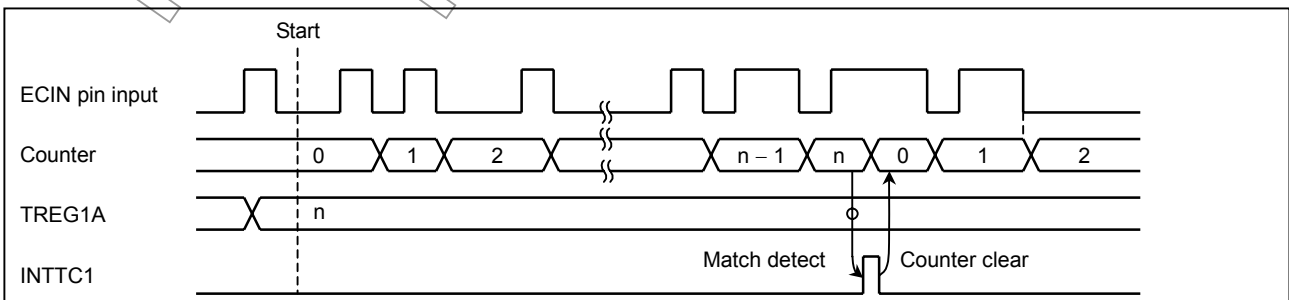 Start
ECIN pin input
Counter 0 1 2 n − 1 n 0 1 2
TREG1A n
Match detect Counter clear
INTTC1